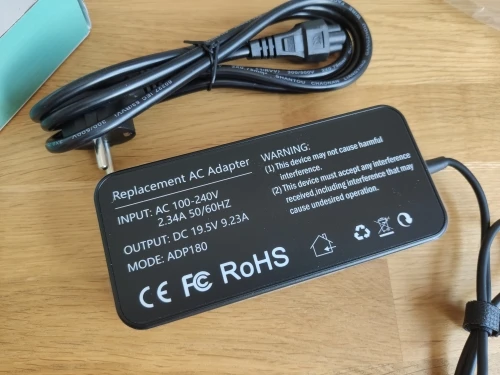 Replacement AC Adapter
INPUT: AC 100-240V
2.34A 50/60HZ
OUTPUT: DC 19.5V 9.23A
MODE: ADP180
WARNING:
(1) This device may not cause harmful
interference.
(2) This device must accept any interference
received,including interference that may
cause undesired operation.
CE FC RoHS